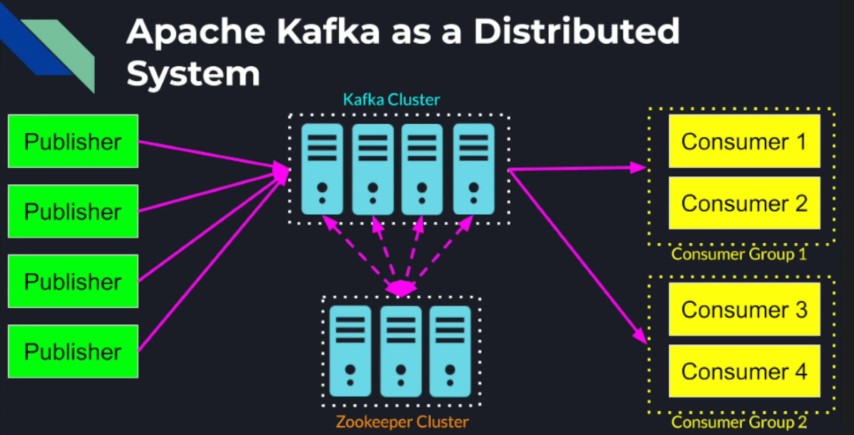 Apache Kafka as a Distributed
System
Kafka Cluster
Publisher
Publisher
Publisher
Publisher
Zookeeper Cluster
Consumer 1
Consumer 2
Consumer Group 1
Consumer 3
Consumer 4
Consumer Group 2